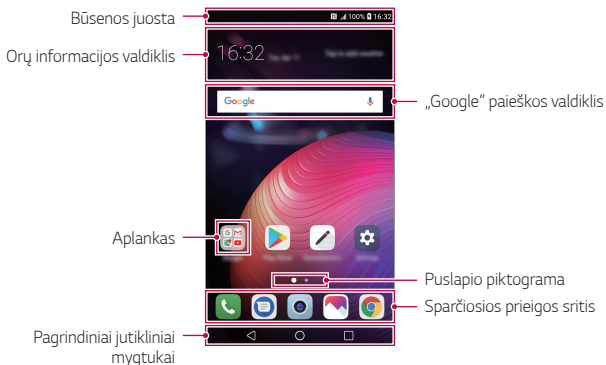 Būsenos juosta
100% 16:32
Orų informacijos valdiklis
16:32
Google
„Google“ paieškos valdiklis
Aplankas
Puslapio piktograma
Sparčiosios prieigos sritis
Pagrindiniai jutikliniai
mygtukai